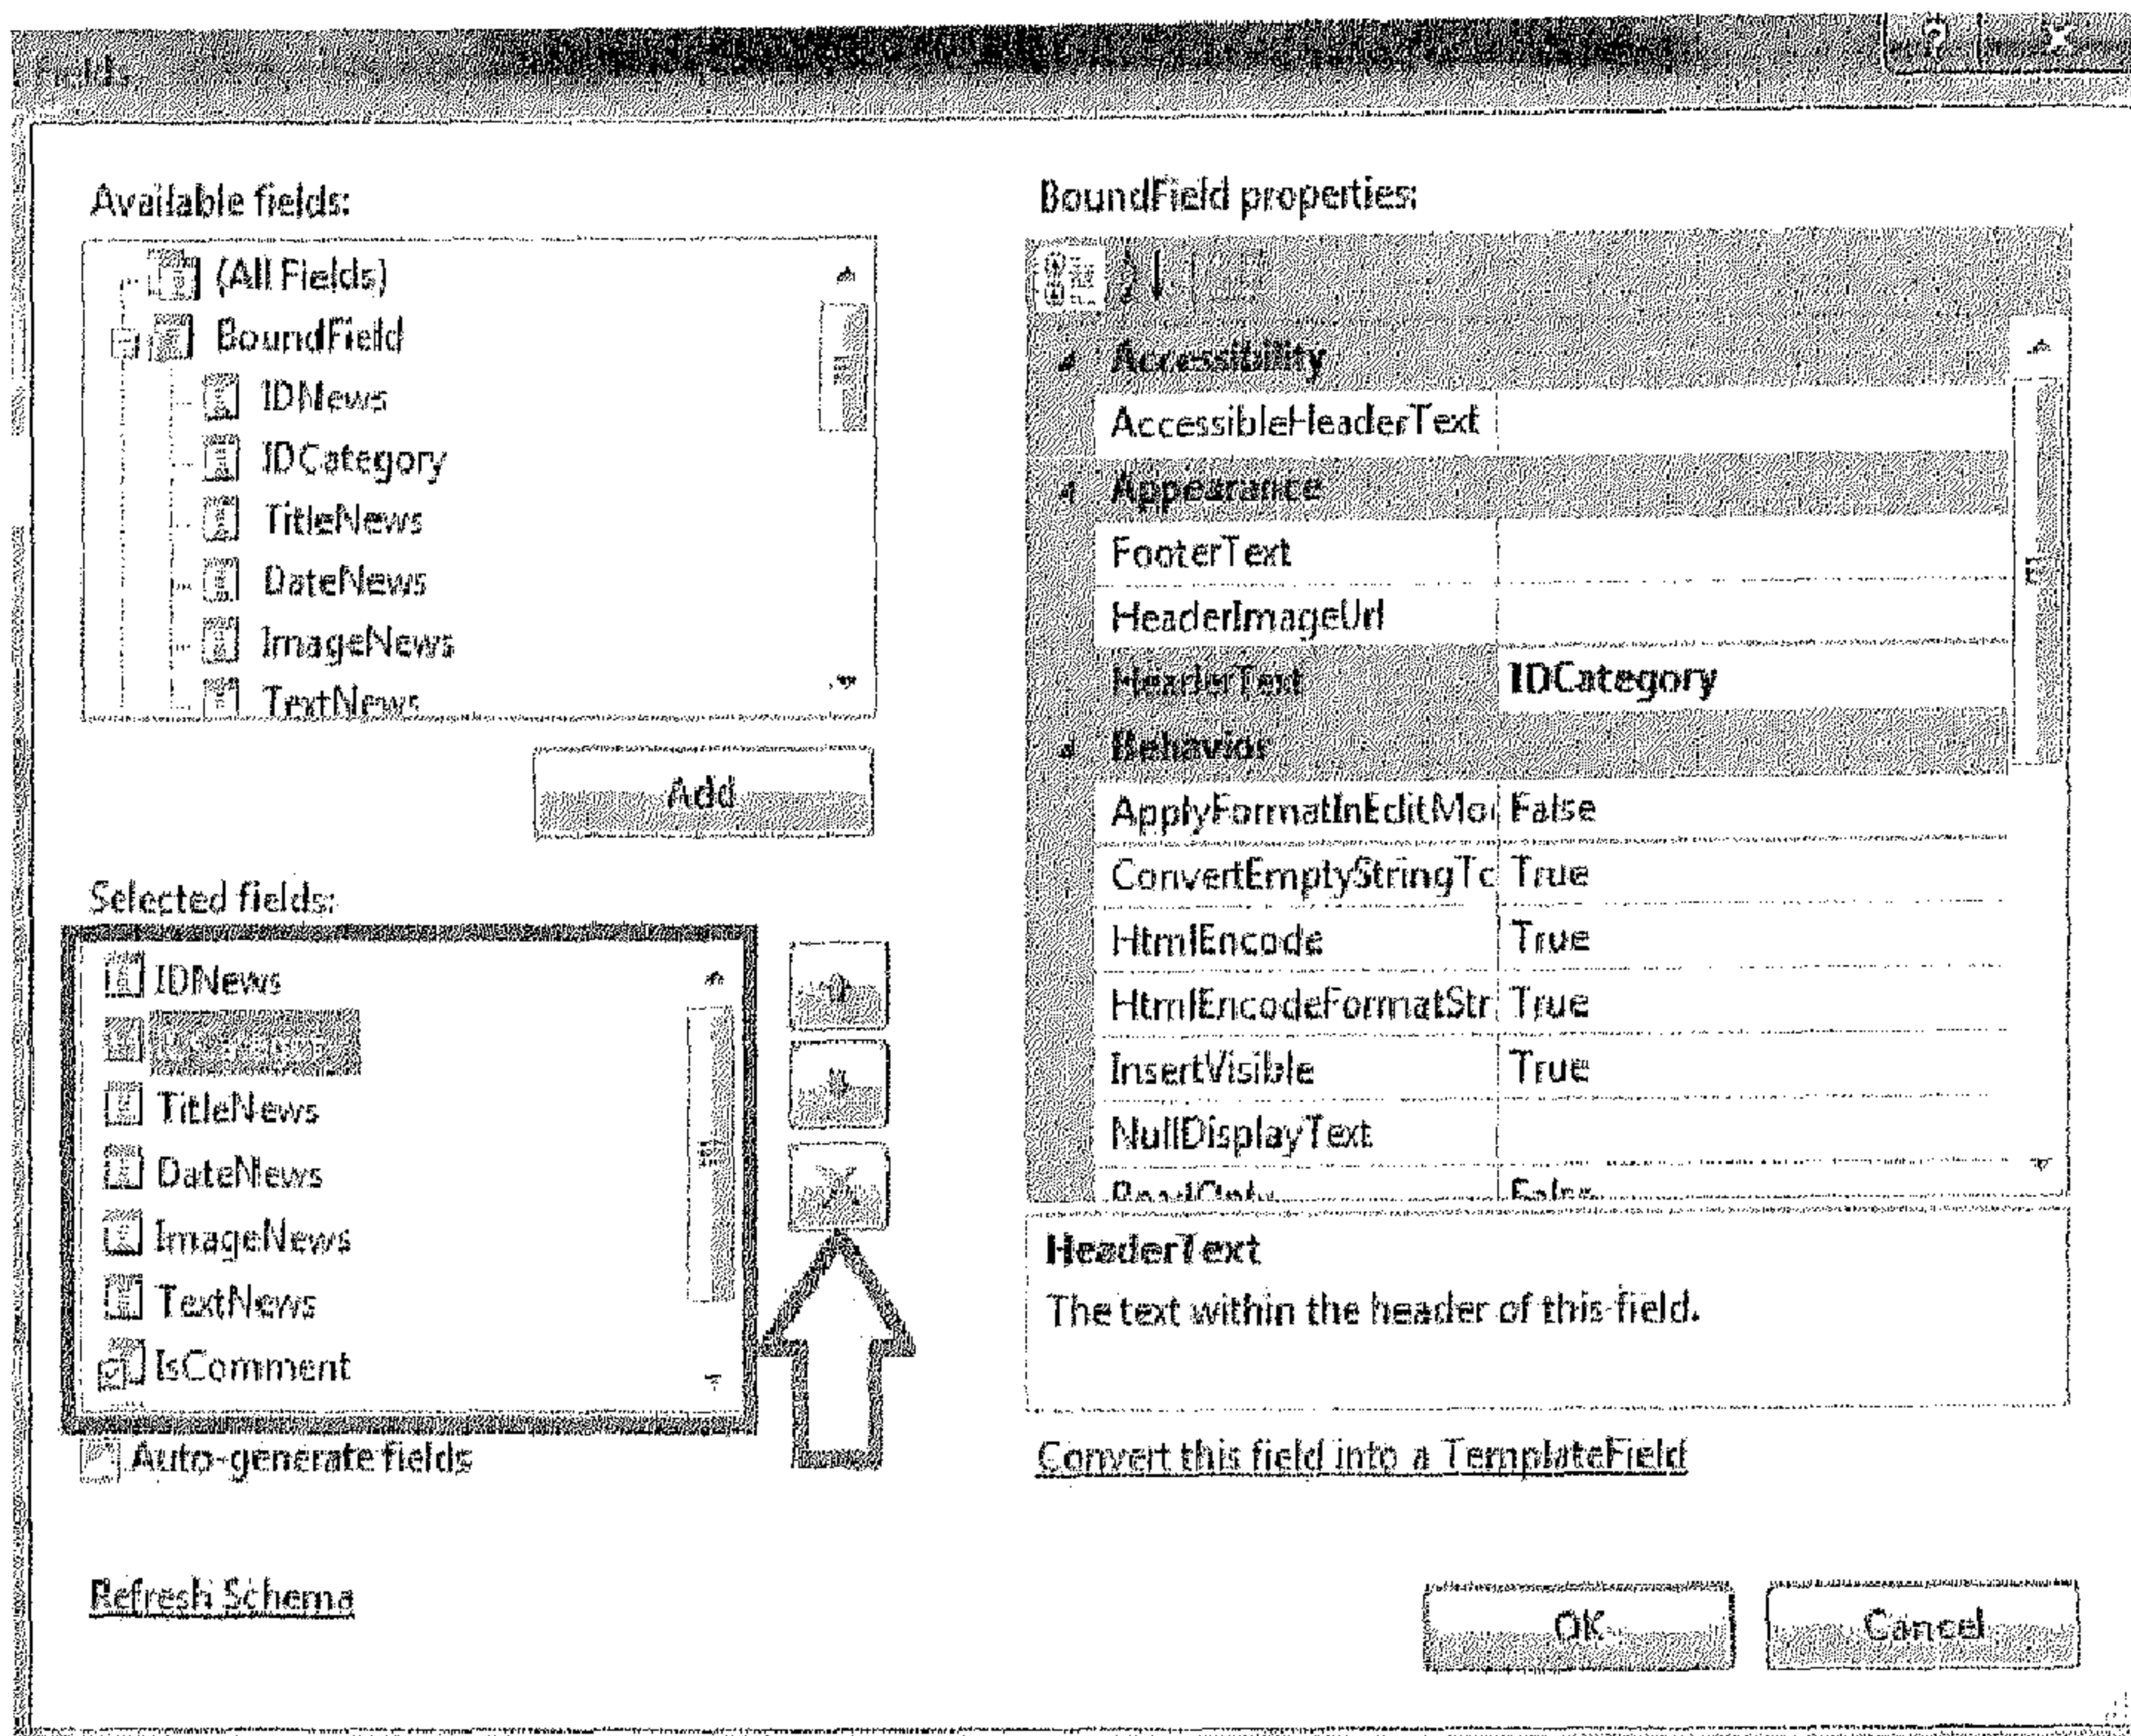 Fields
Available fields:
(All Fields)
BoundField
IDNews
IDCategory
TitleNews
DateNews
ImageNews
TextNews
Add
Selected fields:
IDNews
TitleNews
DateNews
ImageNews
TextNews
IsComment
Auto-generate fields
Refresh Schema
BoundField properties:
Accessibility
AccessibleHeaderText
Appearance
FooterText
HeaderImageUrl
HeaderText IDCategory
Behavior
ApplyFormatInEditMo False
ConvertEmptyStringTo True
HtmlEncode True
HtmlEncodeFormatStr True
InsertVisible True
NullDisplayText
ReadOnly False
HeaderText
The text within the header of this field.
Convert this field into a TemplateField
OK Cancel